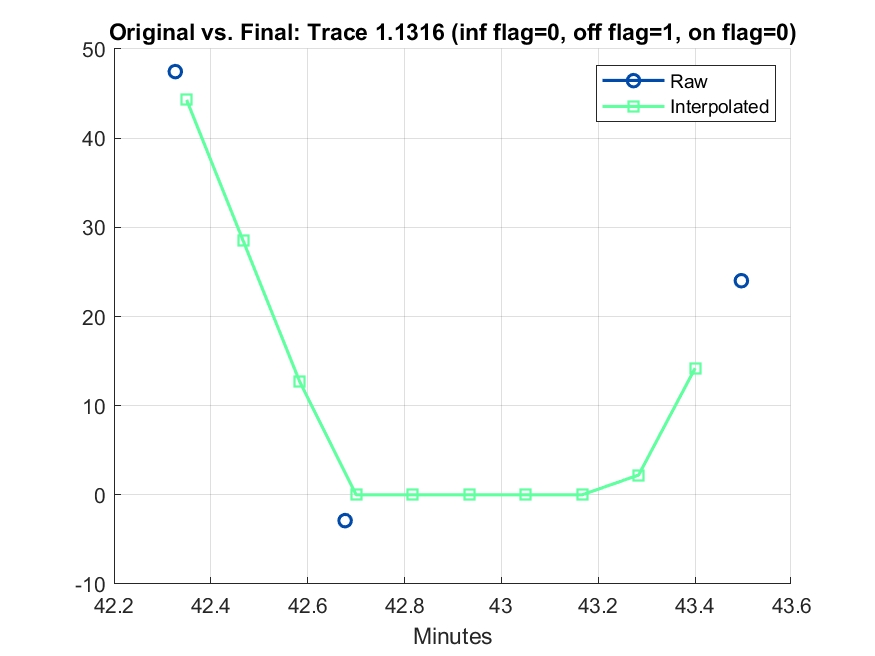 Original vs. Final: Trace 1.1316 (inf flag=0, off flag=1, on flag=0)
50
40
30
20
10
0
-10
Raw
Interpolated
42.2 42.4 42.6 42.8 43 43.2 43.4 43.6
Minutes